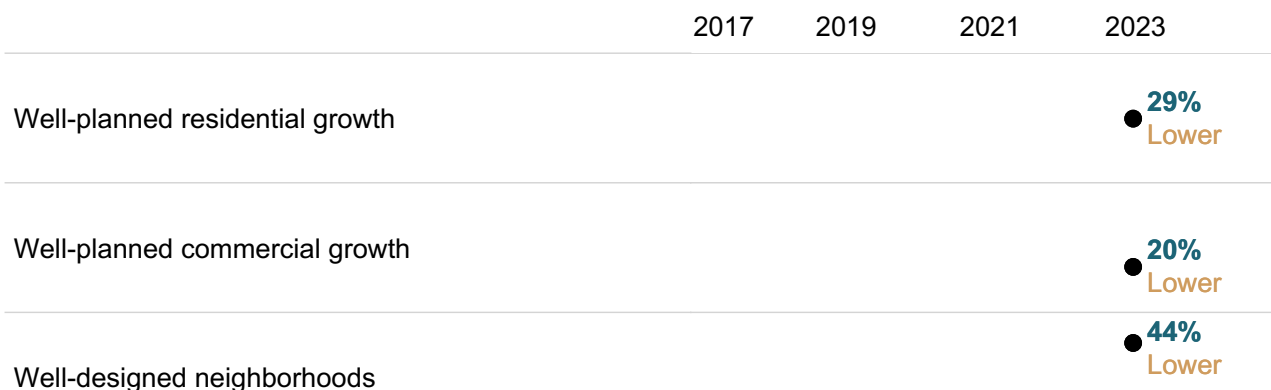 2017 2019 2021 2023
Well-planned residential growth
29%
Lower
Well-planned commercial growth
20%
Lower
44%
Lower
Well-designed neighborhoods